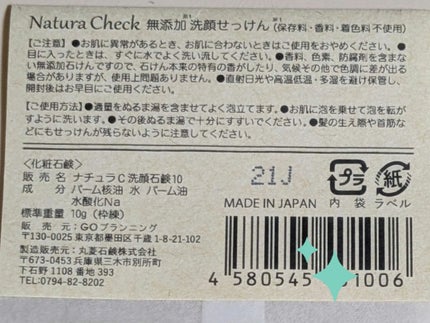 Natura Check 無添加※1洗顔せっけん※1(保存料・香料・着色料不使用)
【ご注意】●お肌に異常があるとき、お肌に合わないときはご使用をおやめください。●
目に入ったときは、すぐに水でよく洗い流してください。●香料、色素、防腐剤を含まな
い無添加石けんなので、石けん本来の特有の香がしたり、気候その他で色調に差が出る
場合がありますが、使用上問題ありません。●直射日光や高温低温・多湿を避け保管し、
開封後はお早目にご使用ください。
【ご使用方法】●適量をぬるま湯を含ませてよく泡立てます。●お肌に泡を乗せて泡を転が
すように洗います。●その後ぬるま湯で十分にすすいでください。●髪の生え際や首筋な
どにもせっけんが残らないようにしてください。
<化粧石鹸>
販売名 ナチュラC洗顔石鹸10
成分 パーム核油 水 パーム油
水酸化Na
標準重量 10g(枠練)
販売元:GOプランニング
〒130-0025 東京都墨田区千歳1-8-21-102
製造販売元:丸菱石鹸株式会社
〒673-0453 兵庫県三木市別所町
下石野 1108 番地 393
TEL:0794-82-8202
21J
MADE IN JAPAN
プラ
内袋
紙
ラベル
4 580545 1006